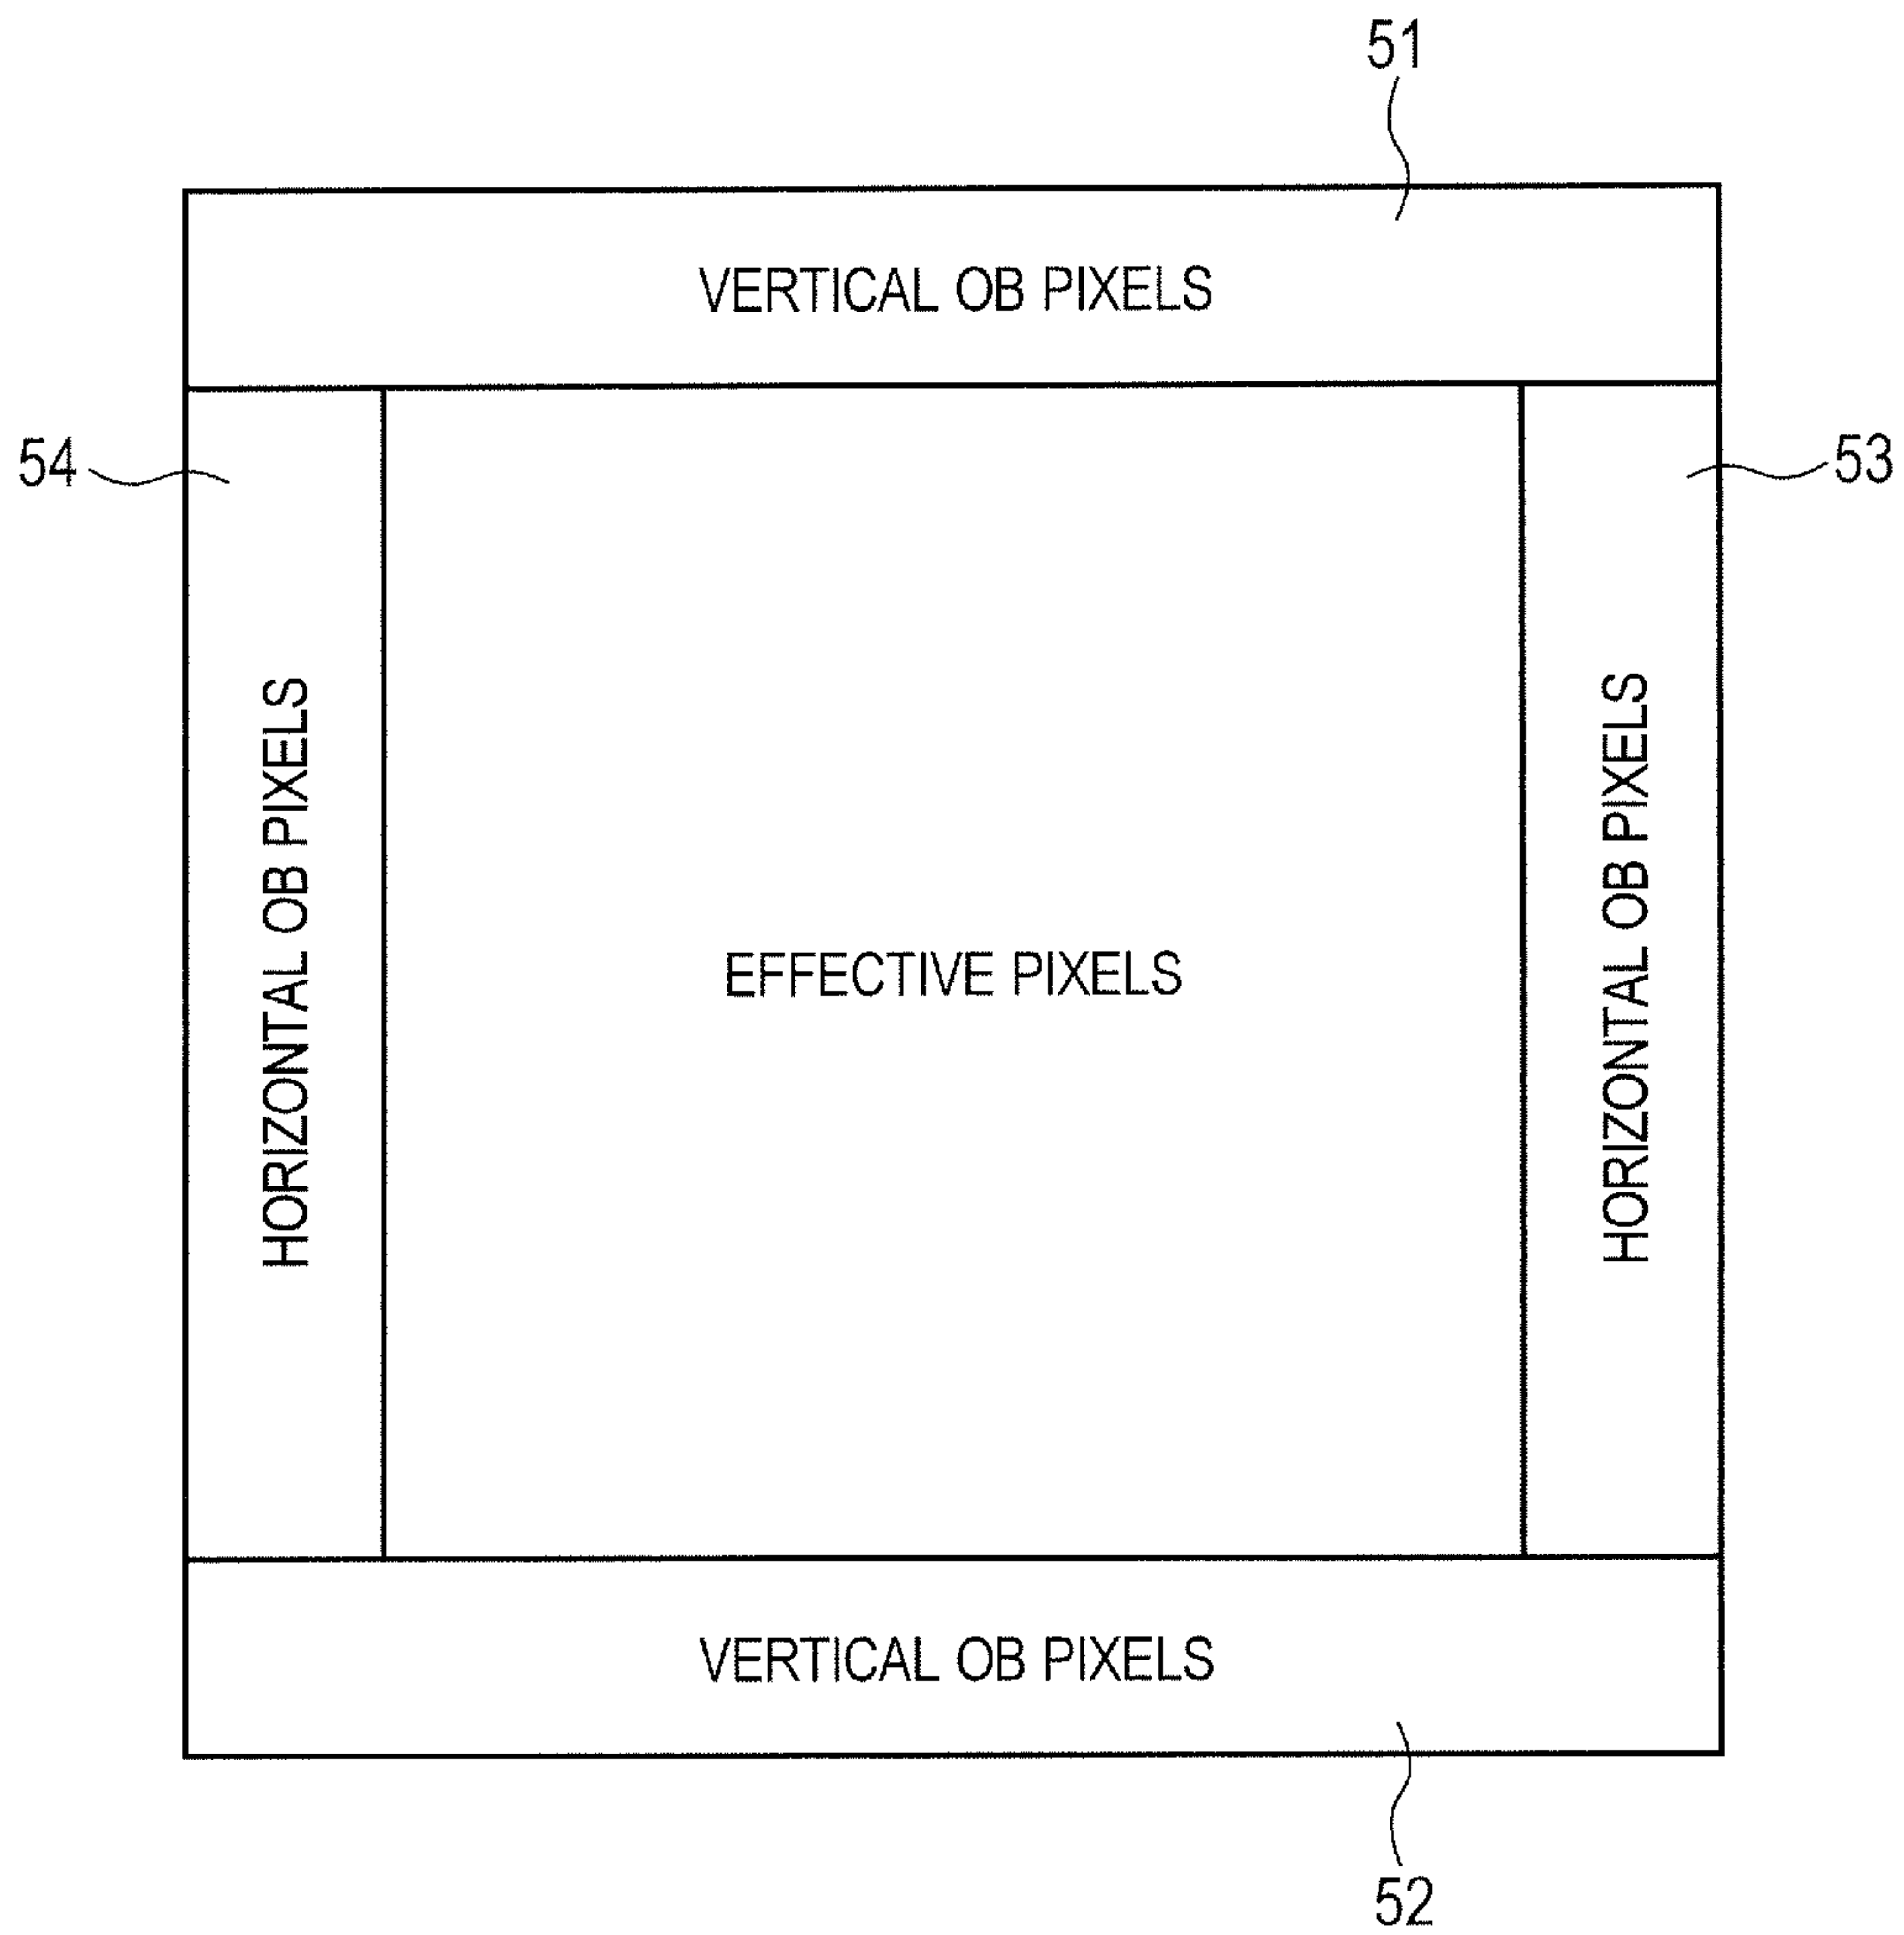 51
VERTICAL OB PIXELS
54
53
HORIZONTAL OB PIXELS
EFFECTIVE PIXELS
HORIZONTAL OB PIXELS
VERTICAL OB PIXELS
52